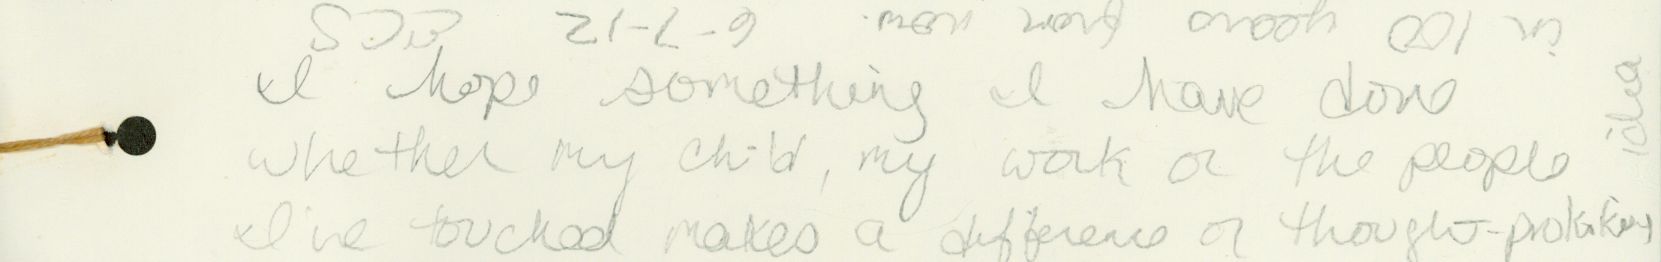 I hope something I have done
whether my child, my work or the people
I've touched makes a difference or thought-provoking
idea
in 100 years from now. 6-7-12